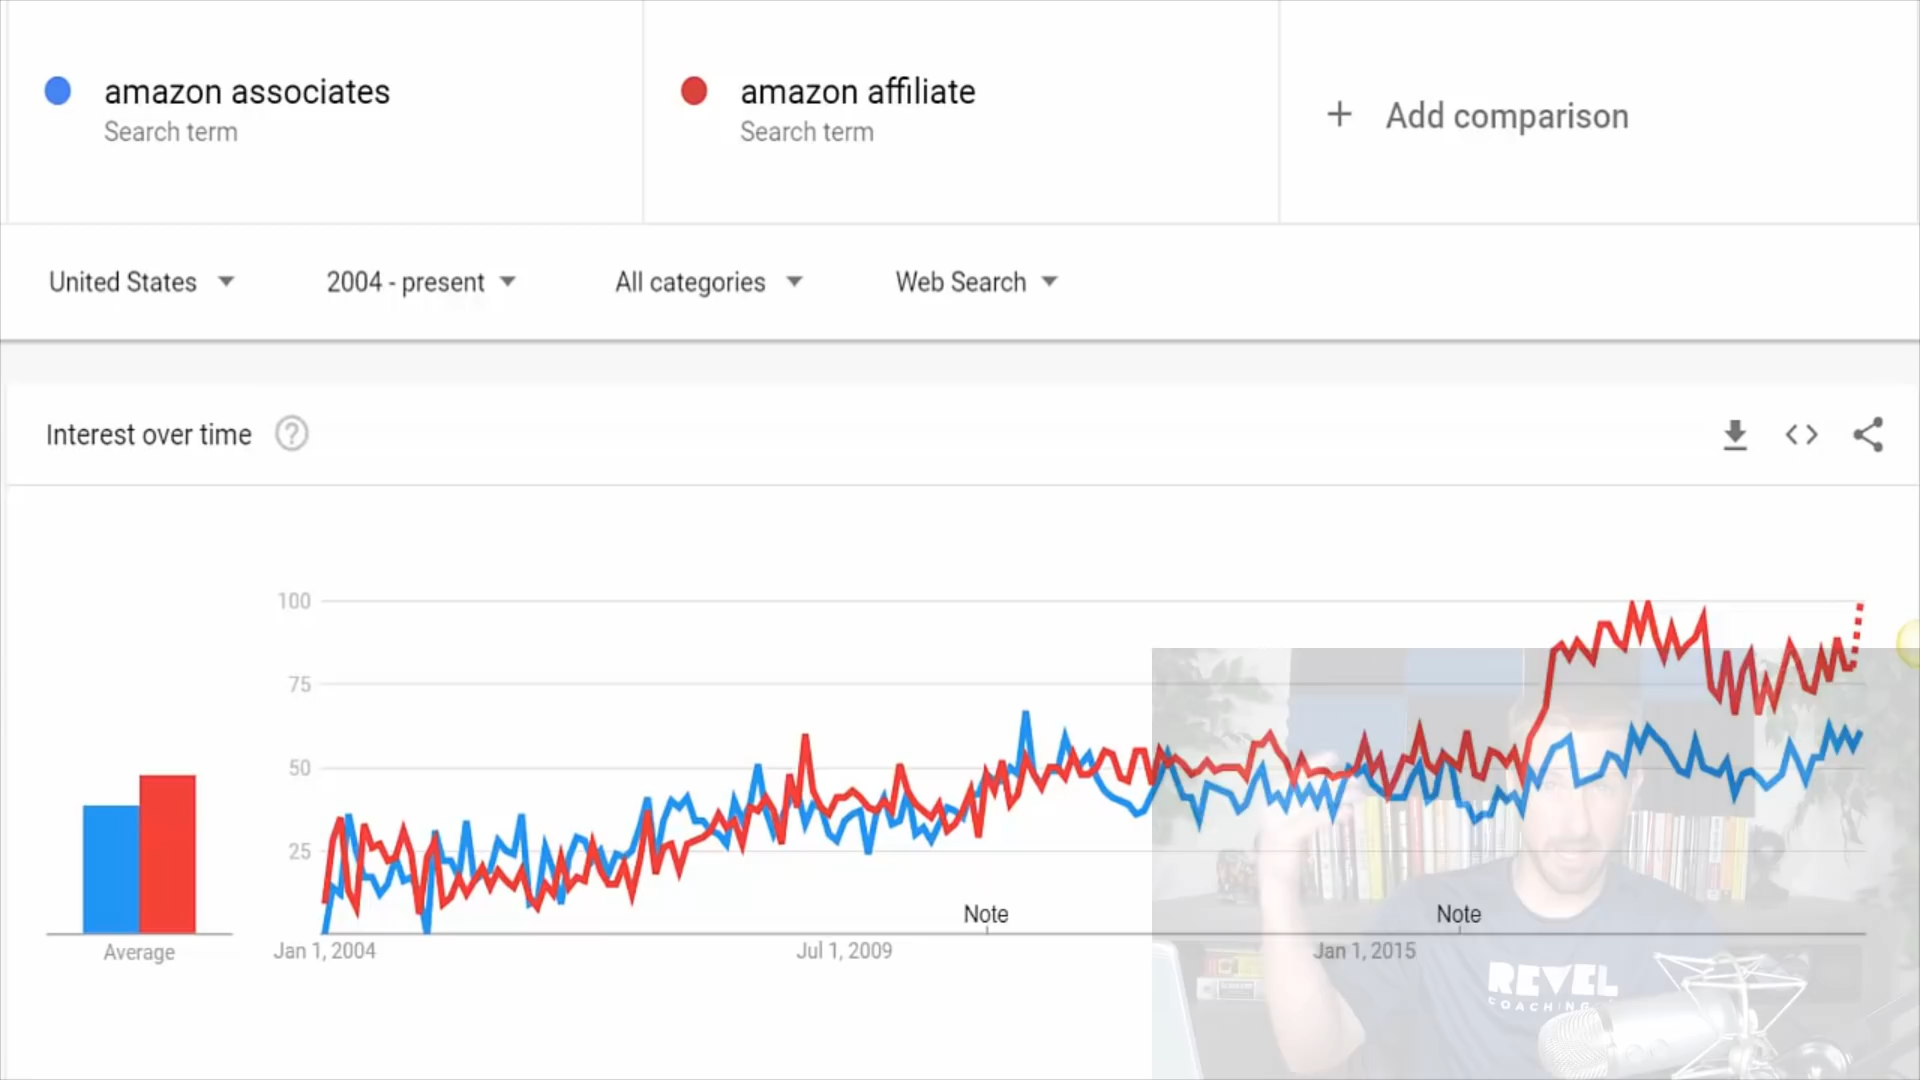 amazon associates
Search term
amazon affiliate
Search term
+ Add comparison
United States
2004 - present
All categories
Web Search
Interest over time
?
100
75
50
25
Note
Note
Average
Jan 1, 2004
Jul 1, 2009
Jan 1, 2015
REVEL
COACHING